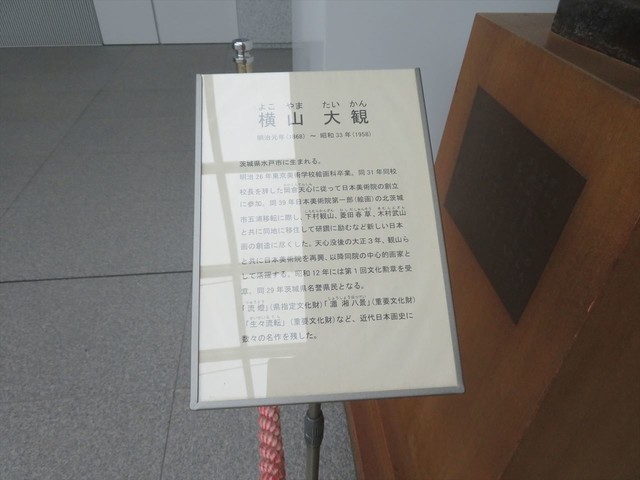 よこ やま たい かん
横山 大観
明治元年(1868) ～ 昭和33年(1958)
茨城県水戸市に生まれる。
明治26年東京美術学校絵画科卒業。同31年同校
校長を辞した岡倉天心に従って日本美術院の創立
に参加、同39年日本美術院第一部(絵画)の北茨城
市五浦移転に際し、下村観山、菱田春草、木村武山
と共に同地に移住して研鑽に励むなど新しい日本
画の創造に尽くした。天心没後の大正3年、観山ら
と共に日本美術院を再興、以降同院の中心的画家と
して活躍する。昭和12年には第1回文化勲章を受
章、同29年茨城県名誉県民となる。
「流燈」(県指定文化財)「瀟湘八景」(重要文化財)
「生々流転」(重要文化財)など、近代日本画史に
数々の名作を残した。